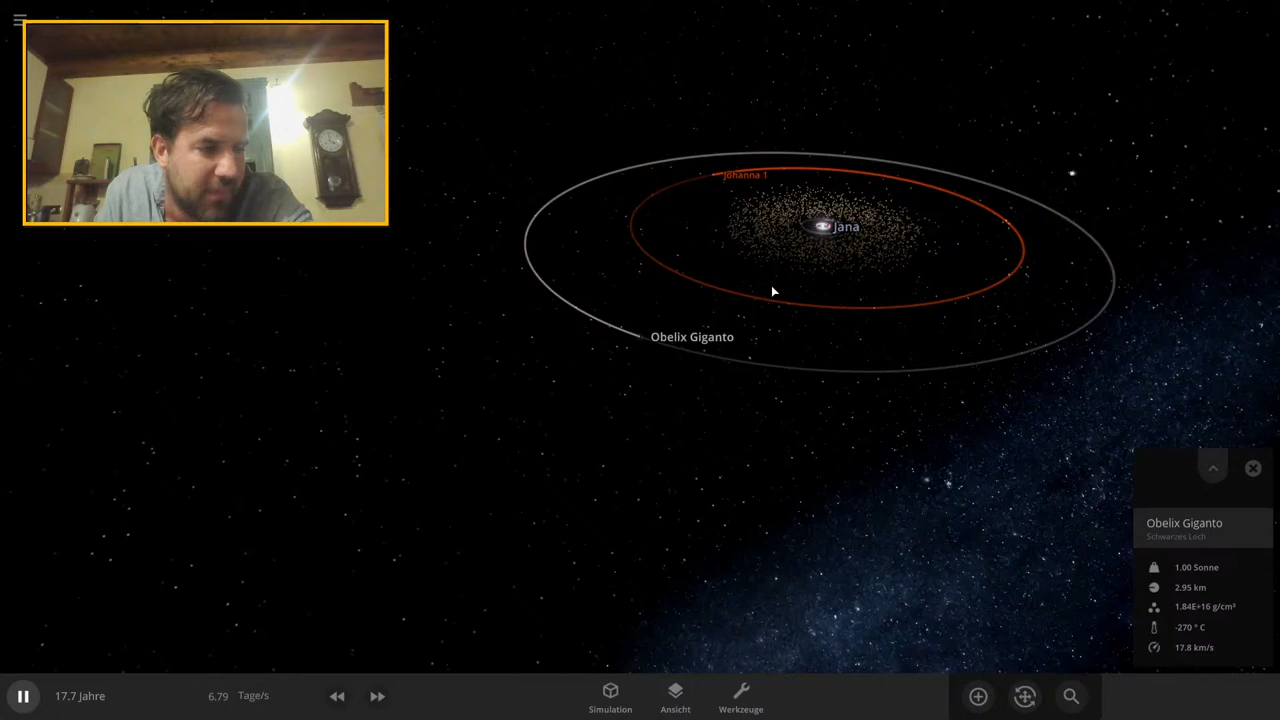 Johanna 1
Jana
Obelix Giganto
Obelix Giganto
Schwarzes Loch
1.00 Sonne
2.95 km
1.84E+16 g/cm³
-270 ° C
17.8 km/s
17.7 Jahre
6.79 Tage/s
Simulation
Ansicht
Werkzeuge